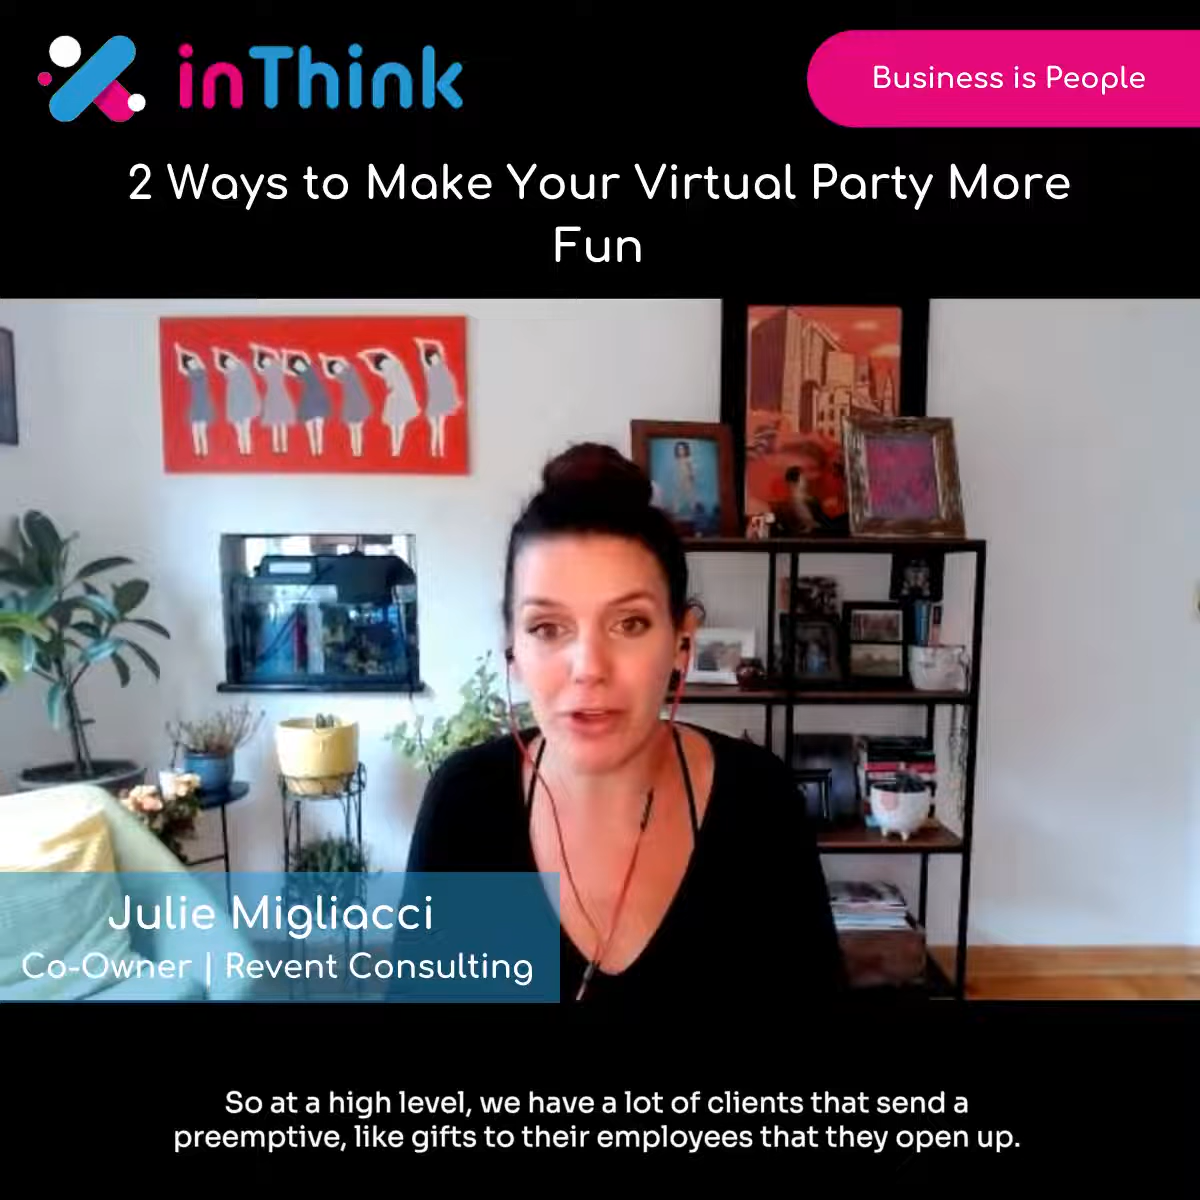 inThink
Business is People
2 Ways to Make Your Virtual Party More
Fun
Julie Migliacci
Co-Owner | Revent Consulting
So at a high level, we have a lot of clients that send a
preemptive, like gifts to their employees that they open up.